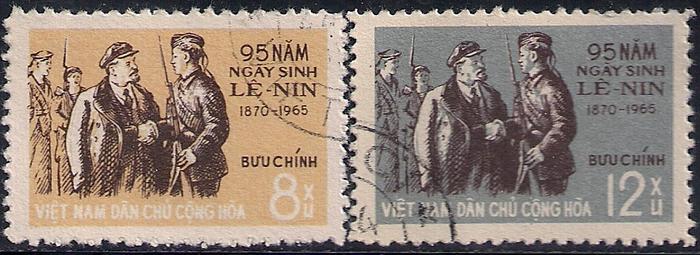 95 NĂM
NGÀY SINH
LÊ-NIN
1870-1965
BƯU CHÍNH
8 XU
VIỆT NAM DÂN CHỦ CỘNG HÒA
95 NĂM
NGÀY SINH
LÊ-NIN
1870-1965
BƯU CHÍNH
12 XU
VIỆT NAM DÂN CHỦ CỘNG HÒA